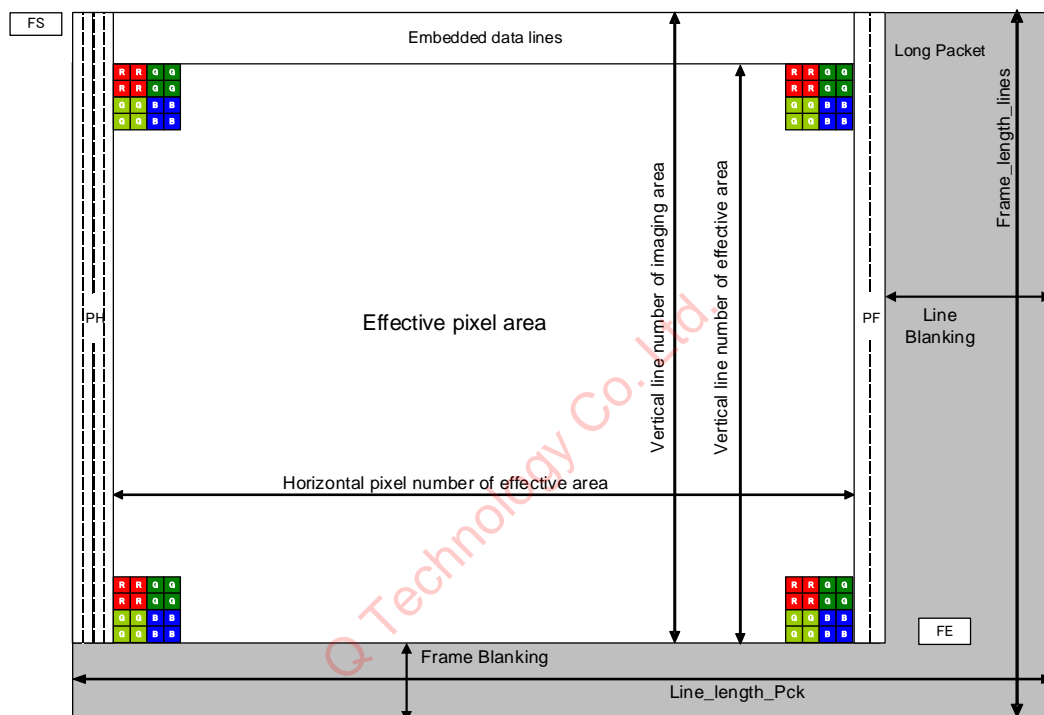 FS
Embedded data lines
Long Packet
R R G G
R R G G
G G B B
G G B B
R R G G
R R G G
G G B B
G G B B
Frame_length_lines
Vertical line number of imaging area
Vertical line number of effective area
PH
Effective pixel area
PF
Line
Blanking
Horizontal pixel number of effective area
Q Technology Co. Ltd.
R R G G
R R G G
G G B B
G G B B
R R G G
R R G G
G G B B
G G B B
FE
Frame Blanking
Line_length_Pck